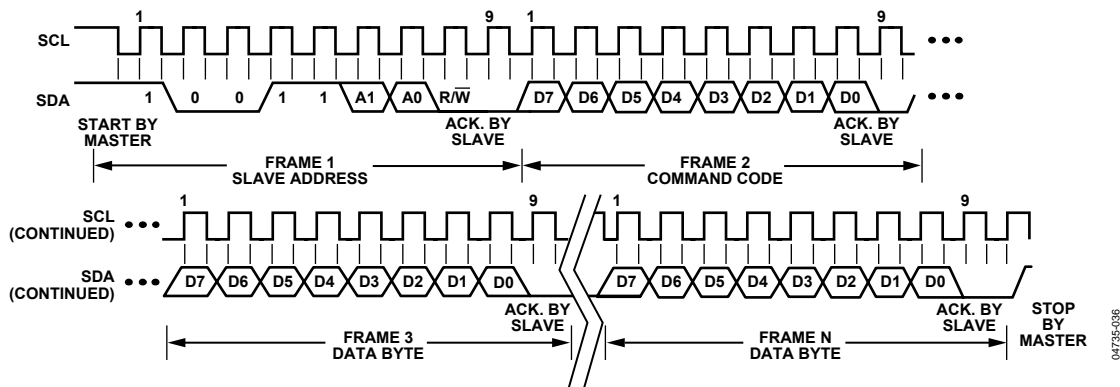 1 9 1 9
SCL
SDA 1 0 0 1 1 A1 A0 R/W̅ D7 D6 D5 D4 D3 D2 D1 D0
START BY
MASTER
ACK. BY
SLAVE
ACK. BY
SLAVE
FRAME 1
SLAVE ADDRESS
FRAME 2
COMMAND CODE
1 9 1 9
SCL
(CONTINUED)
SDA
(CONTINUED)
D7 D6 D5 D4 D3 D2 D1 D0 D7 D6 D5 D4 D3 D2 D1 D0
ACK. BY
SLAVE
ACK. BY
SLAVE
STOP
BY
MASTER
FRAME 3
DATA BYTE
FRAME N
DATA BYTE
04735-036